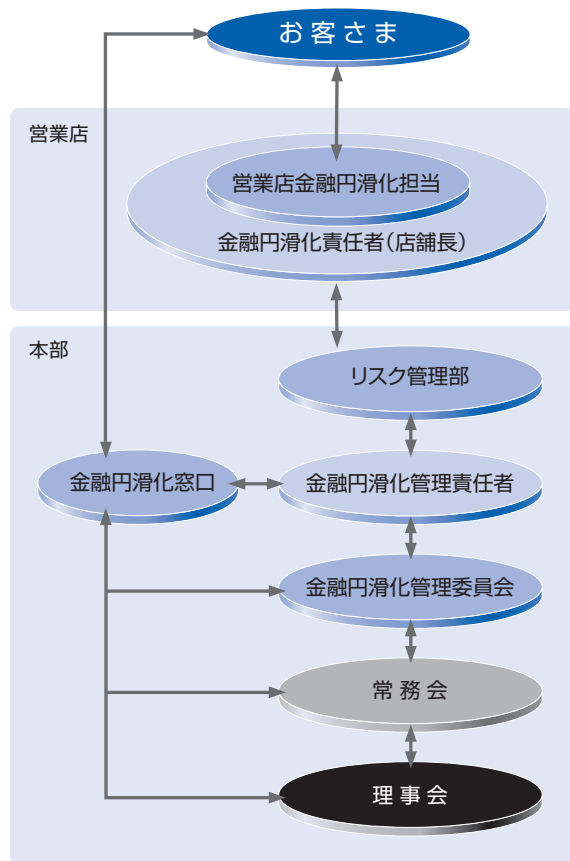 お客さま
営業店
営業店金融円滑化担当
金融円滑化責任者（店舗長）
本部
リスク管理部
金融円滑化窓口
金融円滑化管理責任者
金融円滑化管理委員会
常務会
理事会